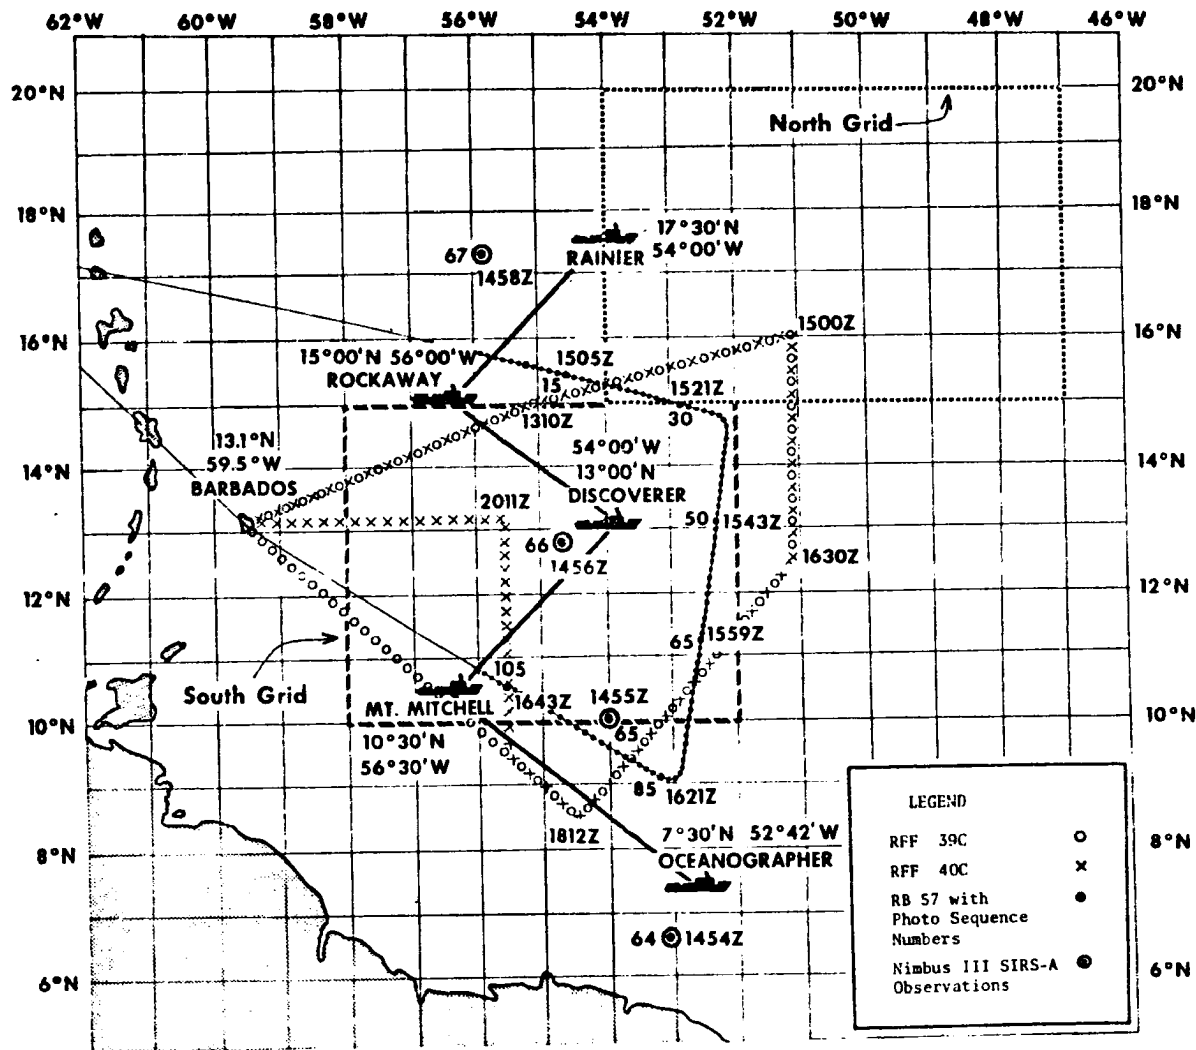 62°W 60°W 58°W 56°W 54°W 52°W 50°W 48°W 46°W
20°N
20°N
North Grid
18°N
18°N
17°30'N
54°00'W
RAINIER
67
1458Z
16°N
16°N
1500Z
15°00'N 56°00'W
ROCKAWAY
1505Z
15
1521Z
30
1310Z
14°N
14°N
13.1°N
59.5°W
BARBADOS
54°00'W
13°00'N
DISCOVERER
2011Z
50
1543Z
66
1456Z
1630Z
12°N
12°N
65
1559Z
South Grid
105
1643Z
1455Z
65
MT. MITCHELL
10°N
10°N
10°30'N
56°30'W
85
1621Z
1812Z
8°N
8°N
7°30'N 52°42'W
OCEANOGRAPHER
64
1454Z
6°N
6°N
LEGEND
RFF 39C
RFF 40C
RB 57 with
Photo Sequence
Numbers
Nimbus III SIRS-A
Observations